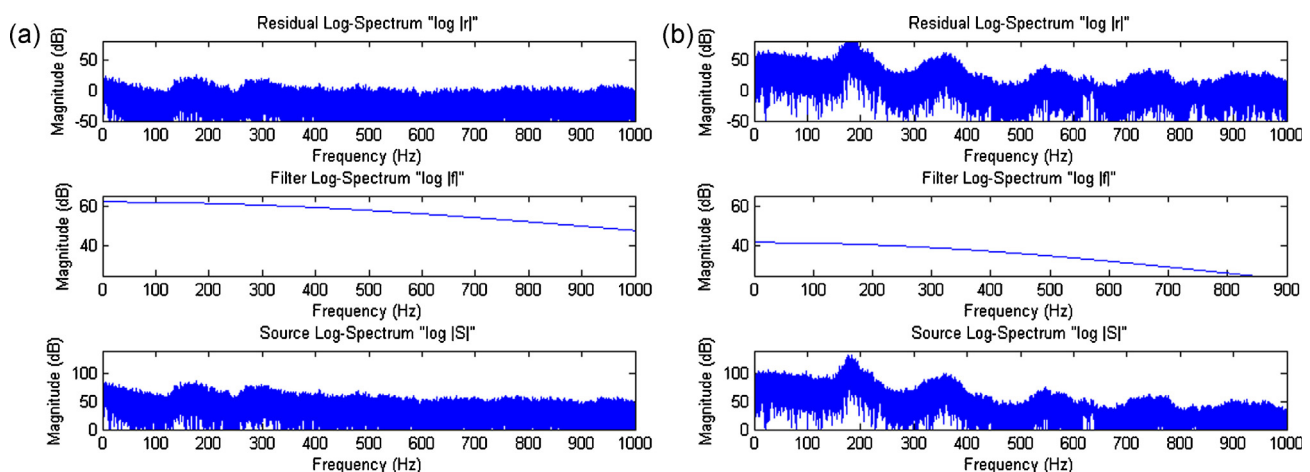 (a)
Residual Log-Spectrum "log |r|"
Magnitude (dB)
50
0
-50
0 100 200 300 400 500 600 700 800 900 1000
Frequency (Hz)
Filter Log-Spectrum "log |f|"
Magnitude (dB)
60
40
0 100 200 300 400 500 600 700 800 900 1000
Frequency (Hz)
Source Log-Spectrum "log |S|"
Magnitude (dB)
100
50
0
0 100 200 300 400 500 600 700 800 900 1000
Frequency (Hz)
(b)
Residual Log-Spectrum "log |r|"
Magnitude (dB)
50
0
-50
0 100 200 300 400 500 600 700 800 900 1000
Frequency (Hz)
Filter Log-Spectrum "log |f|"
Magnitude (dB)
60
40
0 100 200 300 400 500 600 700 800 900
Frequency (Hz)
Source Log-Spectrum "log |S|"
Magnitude (dB)
100
50
0
0 100 200 300 400 500 600 700 800 900 1000
Frequency (Hz)